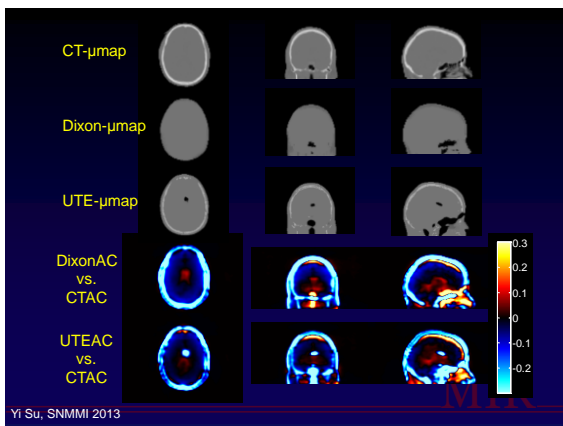 CT-µmap
Dixon-µmap
UTE-µmap
DixonAC
vs.
CTAC
UTEAC
vs.
CTAC
0.3
0.2
0.1
0
-0.1
-0.2
MIR
Yi Su, SNMMI 2013